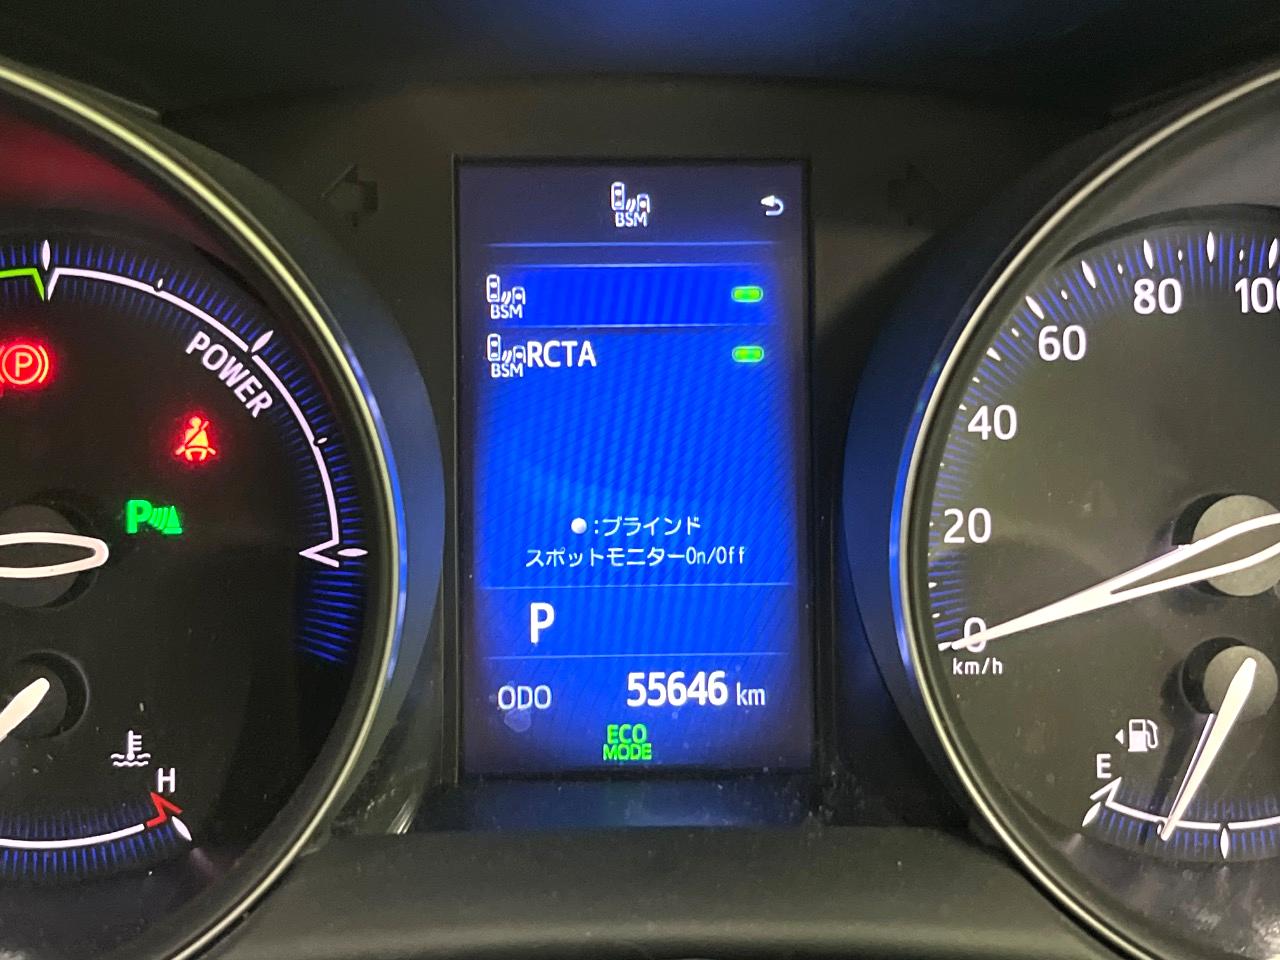 BSM
BSM
BSM RCTA
●:ブラインド
スポットモニターOn/Off
P
ODO 55646 km
ECO
MODE
POWER
P
P
H
0
20
40
60
80
100
km/h
E